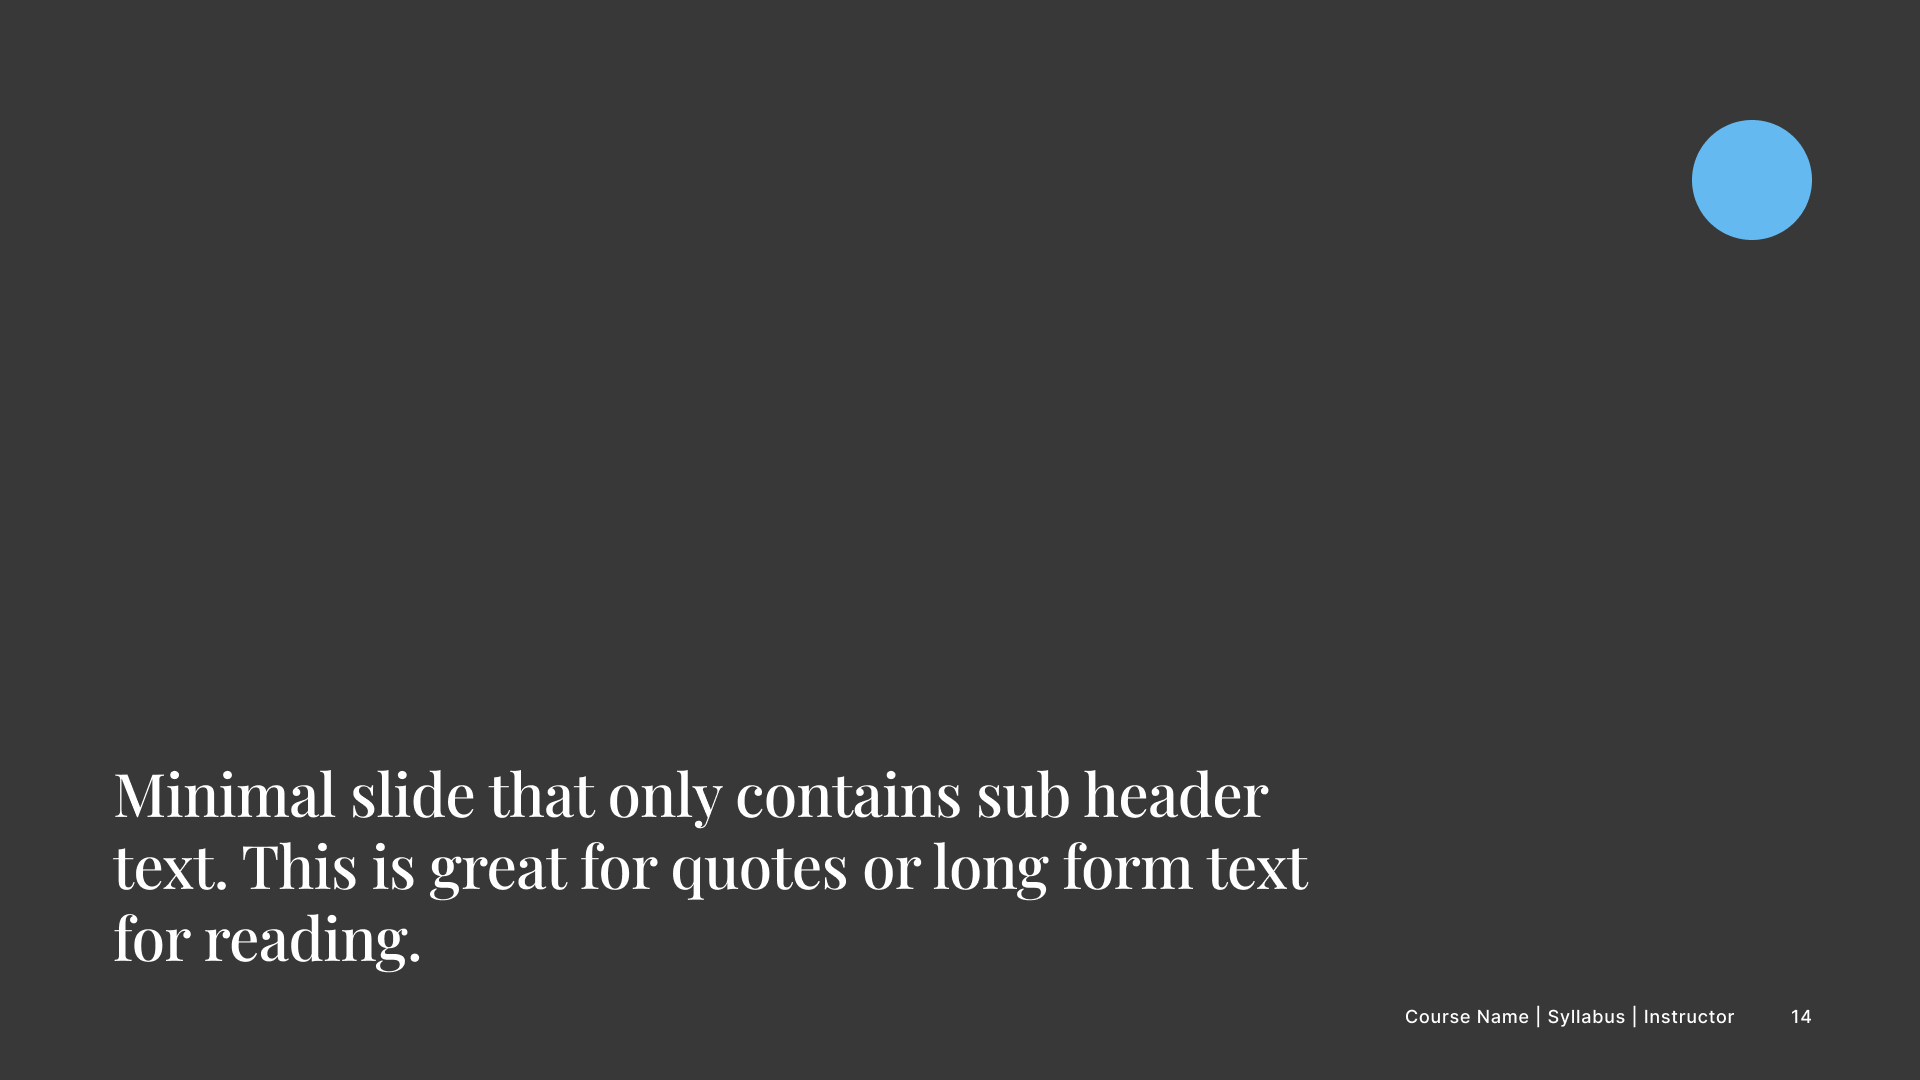 Minimal slide that only contains sub header
text. This is great for quotes or long form text
for reading.
Course Name | Syllabus | Instructor 14